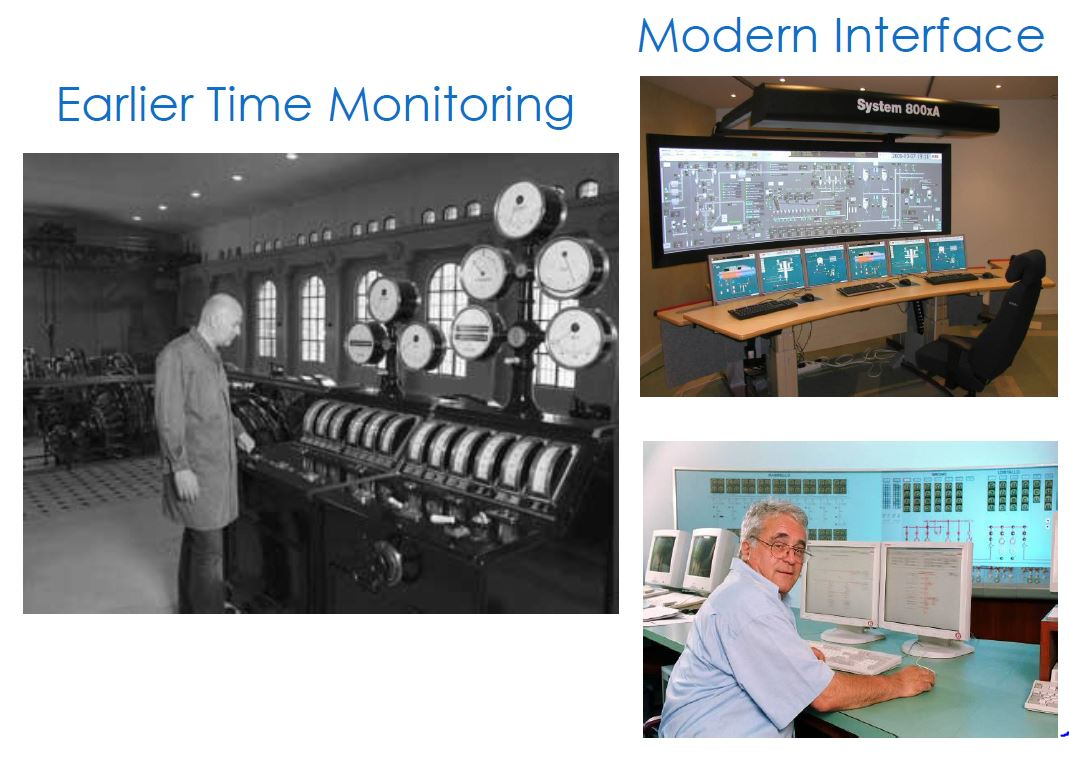 Modern Interface
Earlier Time Monitoring
System 800xA